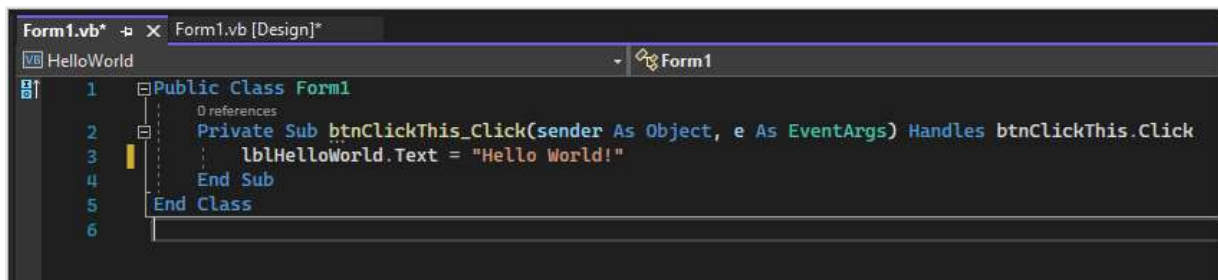 Form1.vb* Form1.vb [Design]*
VB HelloWorld Form1
1 Public Class Form1
0 references
2 Private Sub btnClickThis_Click(sender As Object, e As EventArgs) Handles btnClickThis.Click
3 lblHelloWorld.Text = "Hello World!"
4 End Sub
5 End Class
6